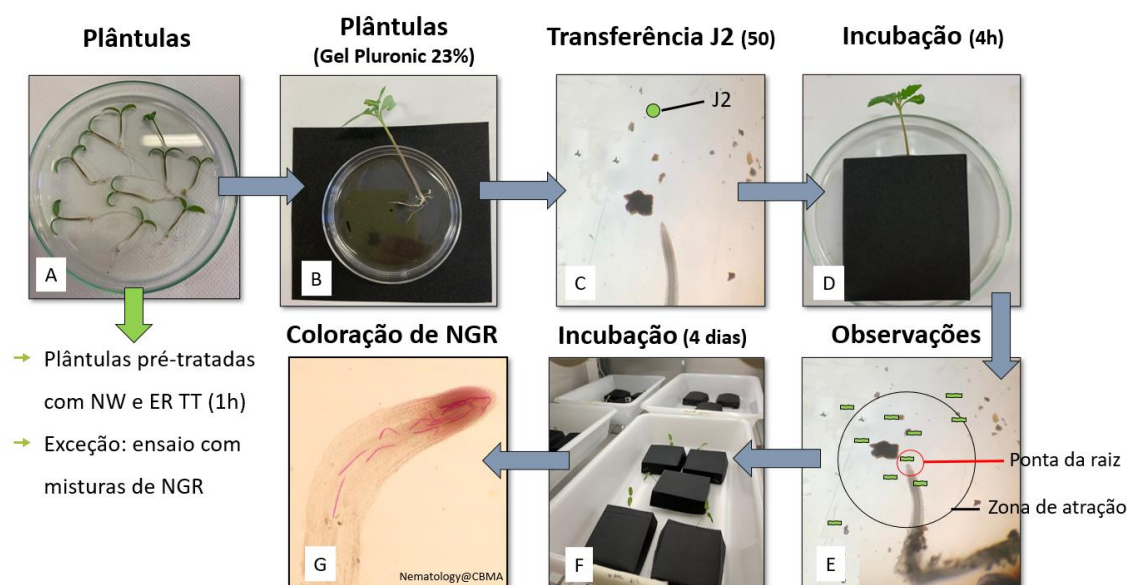 Plântulas
Plântulas
(Gel Pluronic 23%)
Transferência J2 (50)
Incubação (4h)
J2
A
B
C
D
→ Plântulas pré-tratadas
com NW e ER TT (1h)
→ Exceção: ensaio com
misturas de NGR
Coloração de NGR
Incubação (4 dias)
Observações
Ponta da raiz
Zona de atração
G
Nematology@CBMA
F
E